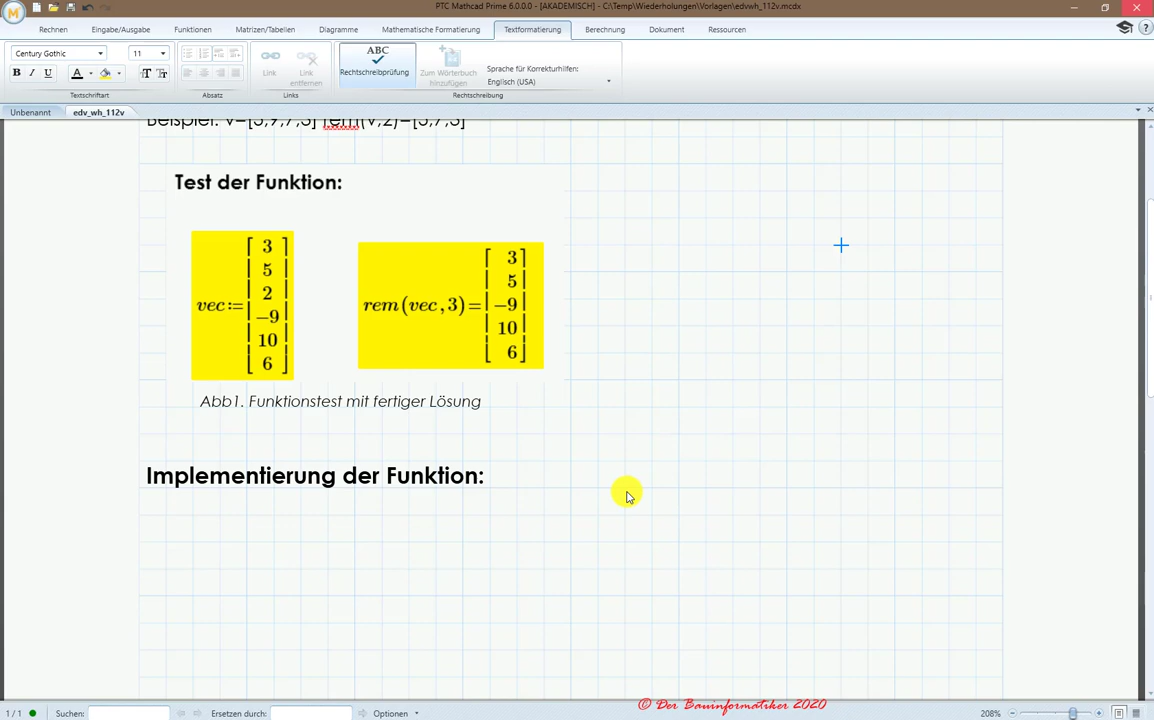 PTC Mathcad Prime 6.0.0.0 - [AKADEMISCH] - C:\Temp\Wiederholungen\Vorlagen\edvwh_112v.mcdx
Rechnen Eingabe/Ausgabe Funktionen Matrizen/Tabellen Diagramme Mathematische Formatierung Textformatierung Berechnung Dokument Ressourcen
Century Gothic 11
ABC
Rechtschreibprüfung
Link
Link entfernen
Zum Wörterbuch hinzufügen
Sprache für Korrekturhilfen:
Englisch (USA)
Textschriftart Absatz Links Rechtschreibung
Unbenannt edv_wh_112v
Beispiel: rem
Test der Funktion:
vec:=[3 5 2 -9 10 6]
rem(vec,3)=[3 5 -9 10 6]
Abb1. Funktionstest mit fertiger Lösung
Implementierung der Funktion:
© Der Bauinformatiker 2020
1 / 1 Suchen: Ersetzen durch: Optionen 208%